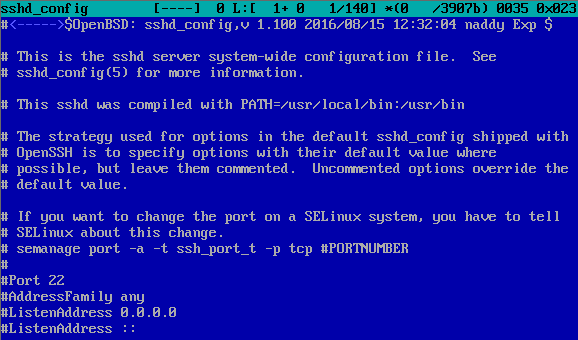 sshd_config [----] 0 L:[ 1+ 0 1/140] *(0 /3907b) 0035 0x023
#<----->$OpenBSD: sshd_config,v 1.100 2016/08/15 12:32:04 naddy Exp $
# This is the sshd server system-wide configuration file.  See
# sshd_config(5) for more information.
# This sshd was compiled with PATH=/usr/local/bin:/usr/bin
# The strategy used for options in the default sshd_config shipped with
# OpenSSH is to specify options with their default value where
# possible, but leave them commented.  Uncommented options override the
# default value.
# If you want to change the port on a SELinux system, you have to tell
# SELinux about this change.
# semanage port -a -t ssh_port_t -p tcp #PORTNUMBER
#
#Port 22
#AddressFamily any
#ListenAddress 0.0.0.0
#ListenAddress ::